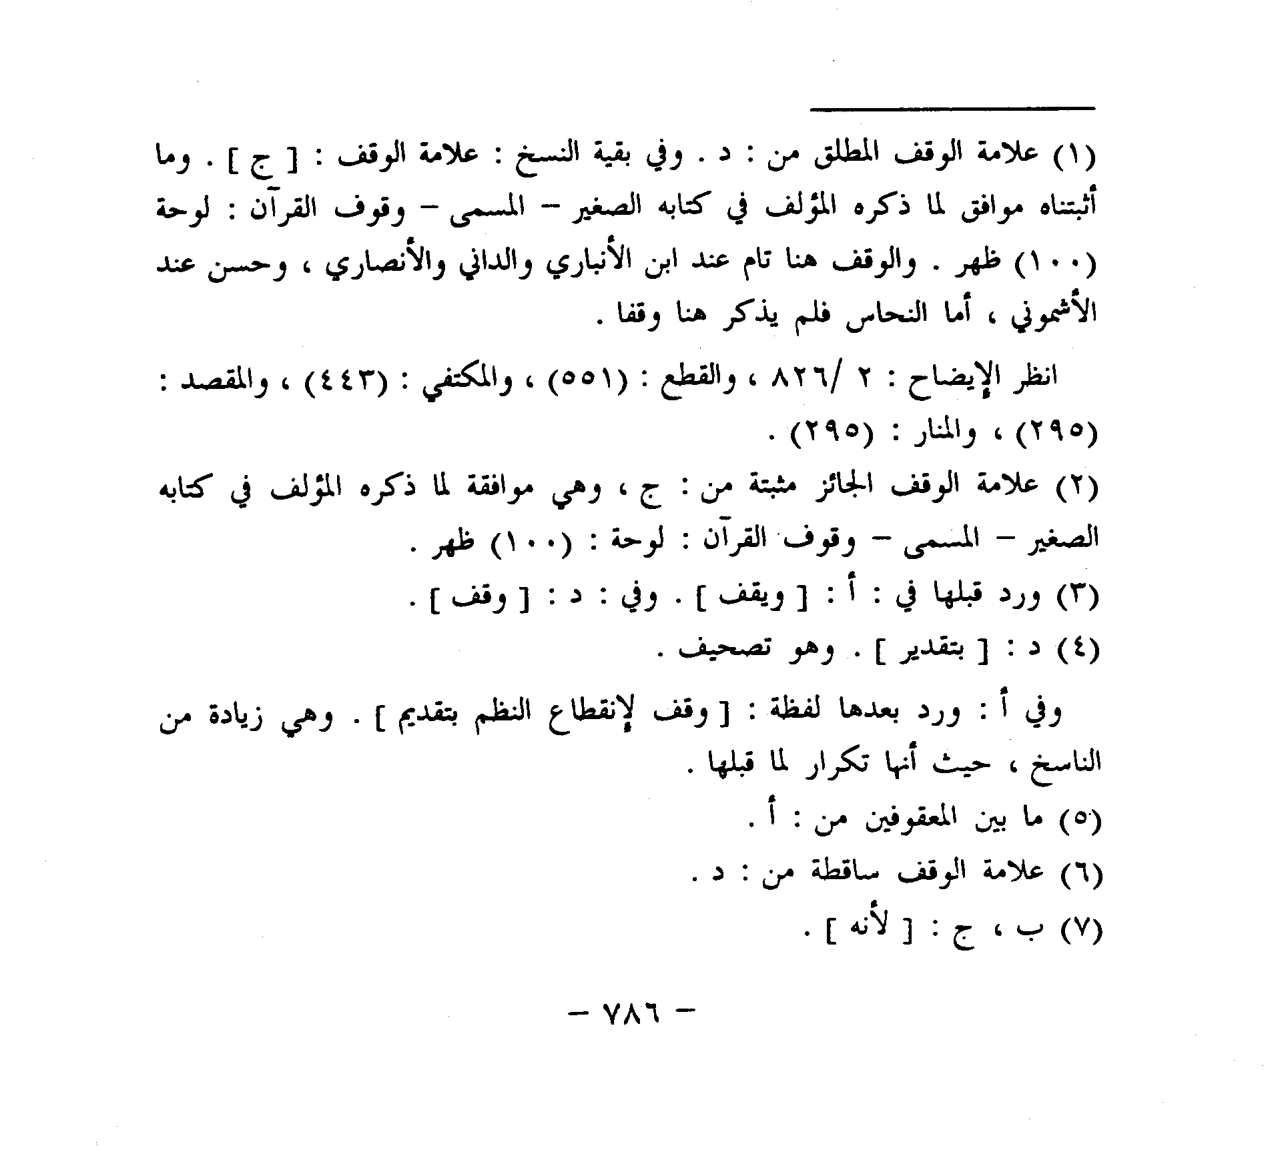 (١) علامة الوقف المطلق من : د . وفي بقية النسخ : علامة الوقف : [ ج ] . وما
أثبتناه موافق لما ذكره المؤلف في كتابه الصغير – المسمى – وقوف القرآن : لوحة
(١٠٠) ظهر . والوقف هنا تام عند ابن الأنباري والداني والأنصاري ، وحسن عند
الأشموني ، أما النحاس فلم يذكر هنا وقفا .
انظر الإيضاح : ٢ /٨٢٦ ، والقطع : (٥٥١) ، والمكتفي : (٤٤٣) ، والمقصد :
(٢٩٥) ، والمنار : (٢٩٥) .
(٢) علامة الوقف الجائز مثبتة من : ج ، وهي موافقة لما ذكره المؤلف في كتابه
الصغير – المسمى – وقوف القرآن : لوحة : (١٠٠) ظهر .
(٣) ورد قبلها في : أ : [ ويقف ] . وفي : د : [ وقف ] .
(٤) د : [ بتقدير ] . وهو تصحيف .
وفي أ : ورد بعدها لفظة : [ وقف لإنقطاع النظم بتقديم ] . وهي زيادة من
الناسخ ، حيث أنها تكرار لما قبلها .
(٥) ما بين المعقوفين من : أ .
(٦) علامة الوقف ساقطة من : د .
(٧) ب ، ج : [ لأنه ] .
– ٧٨٦ –